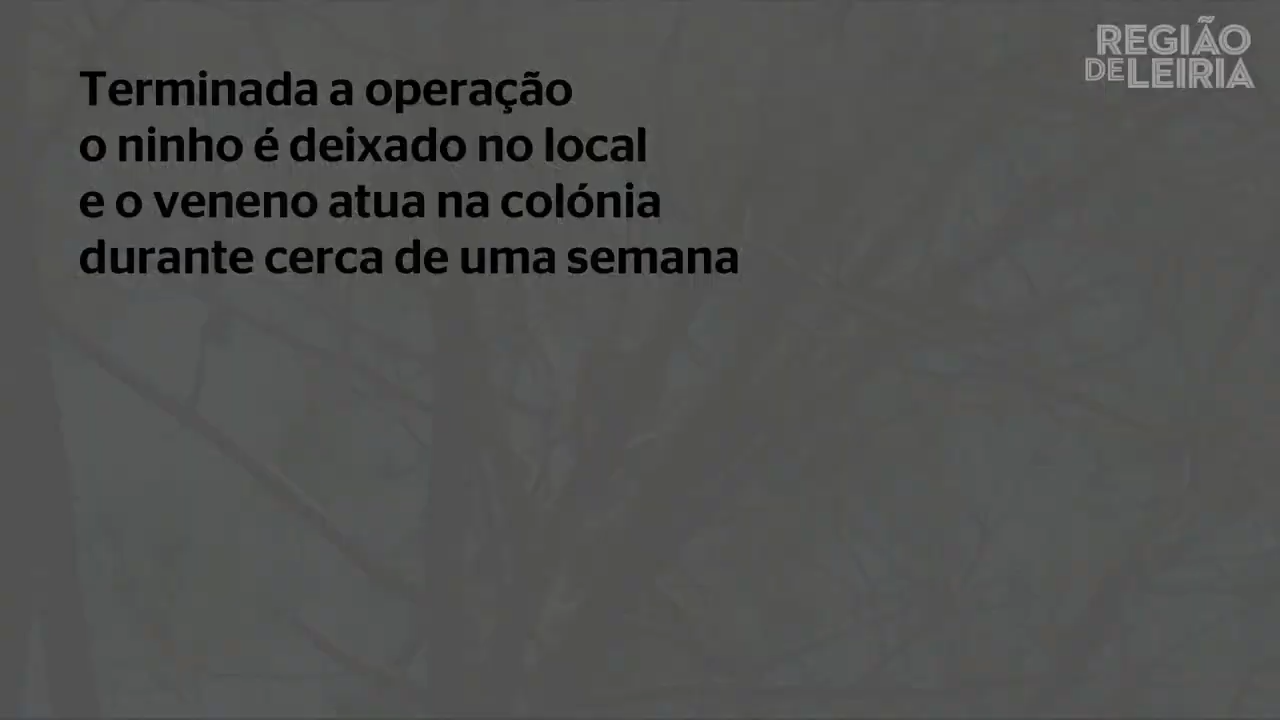 REGIÃO
DE LEIRIA
Terminada a operação
o ninho é deixado no local
e o veneno atua na colónia
durante cerca de uma semana